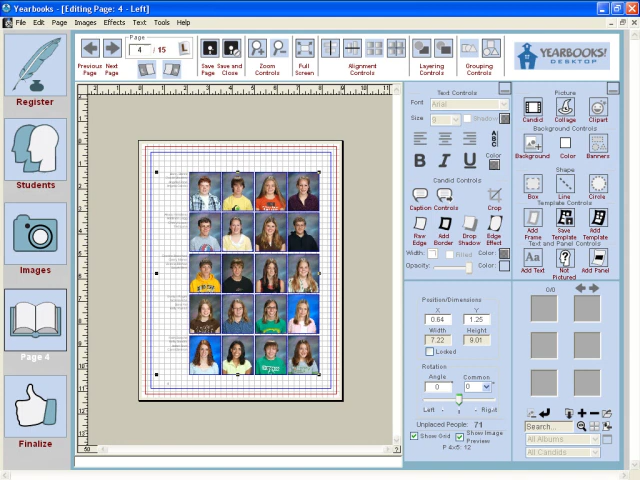 Yearbooks - [Editing Page: 4 - Left]
File Edit Page Images Effects Text Tools Help
Register
Students
Images
Page 4
Finalize
Page
4 / 15
Previous Page
Next Page
Save Page
Save and Close
Zoom Controls
Full Screen
Alignment Controls
Layering Controls
Grouping Controls
YEARBOOKS!
DESKTOP
Text Controls
Font Arial
Size 9 Shadow
ABC
B I U Color
Candid Controls
Caption Controls Crop
Raw Edge
Add Border
Drop Shadow
Edge Effect
Width: Filled Color:
Opacity: Color:
Picture
Candid Collage Clipart
Background Controls
Background Color Banners
Shape
Box Line Circle
Template Controls
Add Frame
Save Template
Add Template
Text and Panel Controls
Aa
Add Text
Not Pictured
Add Panel
Position/Dimensions
X Y
0.64 1.25
Width Height
7.22 9.01
Locked
Rotation
Angle Common
0 0
Left Right
Unplaced People: 71
Show Grid
Show Image Preview
P 4x5: 12
0/0
Search...
All Albums
All Candids